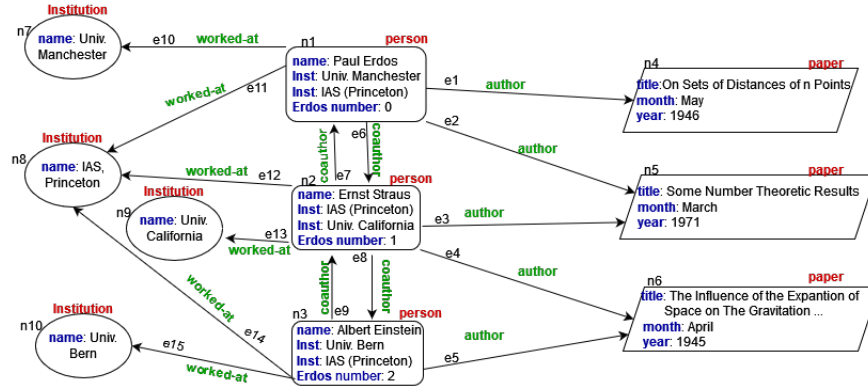 Institution
n7
name: Univ.
Manchester
e10
worked-at
n1
person
name: Paul Erdos
Inst: Univ. Manchester
Inst: IAS (Princeton)
Erdos number: 0
e1
author
n4
paper
title:On Sets of Distances of n Points
month: May
year: 1946
worked-at
e11
e2
author
e6
coauthor
coauthor
e7
Institution
n8
name: IAS,
Princeton
worked-at
e12
n2
person
name: Ernst Straus
Inst: IAS (Princeton)
Inst: Univ. California
Erdos number: 1
e3
author
n5
paper
title: Some Number Theoretic Results
month: March
year: 1971
Institution
n9
name: Univ.
California
e13
worked-at
e4
author
e8
coauthor
coauthor
e9
n6
paper
title: The Influence of the Expantion of
Space on The Gravitation ...
month: April
year: 1945
worked-at
e14
Institution
n10
name: Univ.
Bern
e15
worked-at
n3
person
name: Albert Einstein
Inst: Univ. Bern
Inst: IAS (Princeton)
Erdos number: 2
author
e5